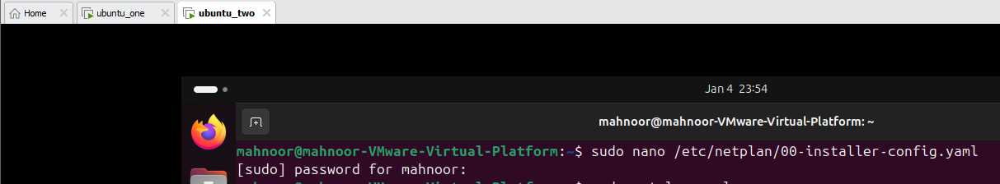 Home ubuntu_one ubuntu_two
Jan 4 23:54
mahnoor@mahnoor-VMware-Virtual-Platform: ~
mahnoor@mahnoor-VMware-Virtual-Platform:~$ sudo nano /etc/netplan/00-installer-config.yaml
[sudo] password for mahnoor: